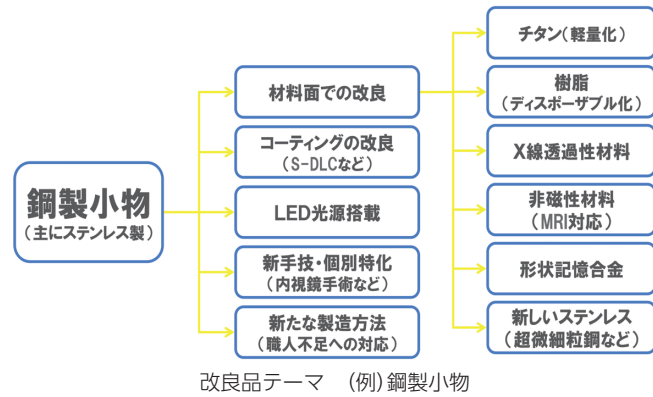 鋼製小物
（主にステンレス製）
材料面での改良
コーティングの改良
（S-DLCなど）
LED光源搭載
新手技・個別特化
（内視鏡手術など）
新たな製造方法
（職人不足への対応）
チタン（軽量化）
樹脂
（ディスポーザブル化）
X線透過性材料
非磁性材料
（MRI対応）
形状記憶合金
新しいステンレス
（超微細粒鋼など）
改良品テーマ　（例）鋼製小物